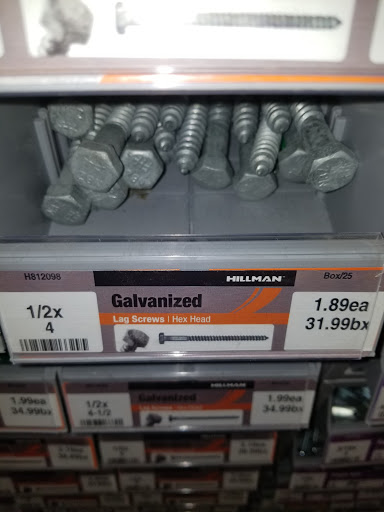 H812098
HILLMAN
Box/25
1/2x
4
Galvanized
Lag Screws | Hex Head
1.89ea
31.99bx
1.99ea
34.99bx
1/2x
4-1/2
HILLMAN
Galvanized
1.99ea
34.99bx